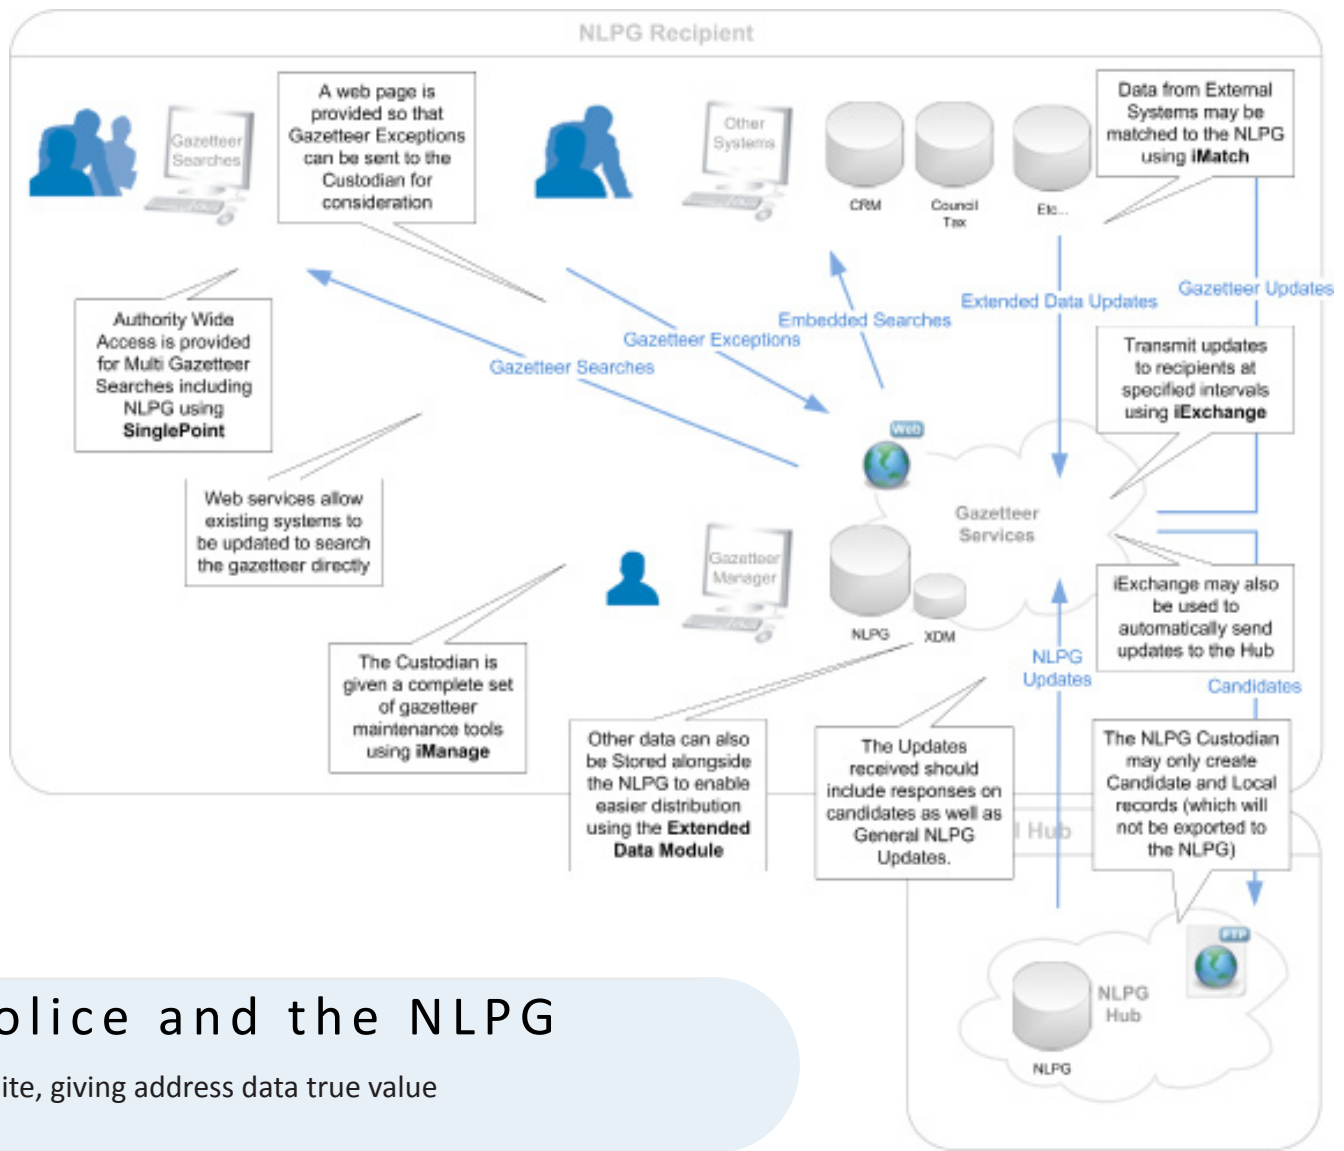 NLPG Recipient
Gazetteer
Searches
A web page is
provided so that
Gazetteer Exceptions
can be sent to the
Custodian for
consideration
Other
Systems
CRM
Council
Tax
Etc...
Data from External
Systems may be
matched to the NLPG
using iMatch
Authority Wide
Access is provided
for Multi Gazetteer
Searches including
NLPG using
SinglePoint
Gazetteer Searches
Gazetteer Exceptions
Embedded Searches
Extended Data Updates
Gazetteer Updates
Transmit updates
to recipients at
specified intervals
using iExchange
Web services allow
existing systems to
be updated to search
the gazetteer directly
Web
Gazetteer
Services
Gazetteer
Manager
NLPG
XDM
iExchange may also
be used to
automatically send
updates to the Hub
NLPG
Updates
Candidates
The Custodian is
given a complete set
of gazetteer
maintenance tools
using iManage
Other data can also
be Stored alongside
the NLPG to enable
easier distribution
using the Extended
Data Module
The Updates
received should
include responses on
candidates as well as
General NLPG
Updates.
The NLPG Custodian
may only create
Candidate and Local
records (which will
not be exported to
the NLPG)
l Hub
FTP
NLPG
Hub
NLPG
olice and the NLPG
ite, giving address data true value